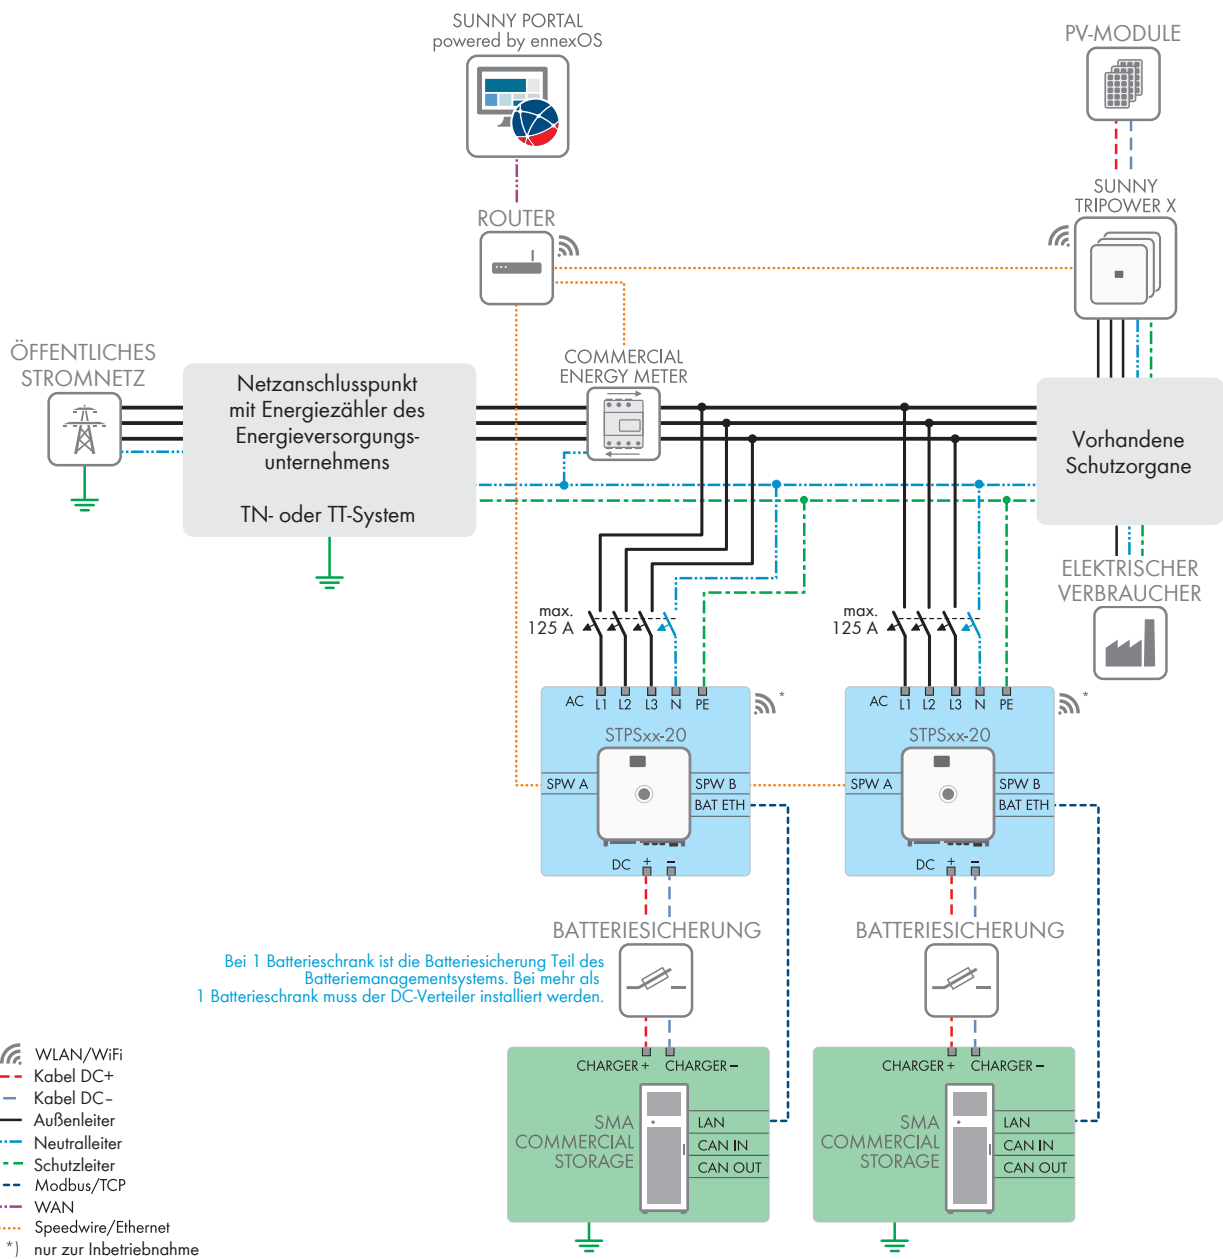 SUNNY PORTAL
powered by ennexOS
PV-MODULE
SUNNY
TRIPOWER X
ROUTER
ÖFFENTLICHES
STROMNETZ
Netzanschlusspunkt
mit Energiezähler des
Energieversorgungs-
unternehmens
TN- oder TT-System
COMMERCIAL
ENERGY METER
Vorhandene
Schutzorgane
ELEKTRISCHER
VERBRAUCHER
max.
125 A
max.
125 A
AC L1 L2 L3 N PE
*
STPSxx-20
SPW A
SPW B
BAT ETH
DC + –
AC L1 L2 L3 N PE
*
STPSxx-20
SPW A
SPW B
BAT ETH
DC + –
BATTERIESICHERUNG
BATTERIESICHERUNG
Bei 1 Batterieschrank ist die Batteriesicherung Teil des
Batteriemanagementsystems. Bei mehr als
1 Batterieschrank muss der DC-Verteiler installiert werden.
CHARGER + CHARGER –
SMA
COMMERCIAL
STORAGE
LAN
CAN IN
CAN OUT
CHARGER + CHARGER –
SMA
COMMERCIAL
STORAGE
LAN
CAN IN
CAN OUT
WLAN/WiFi
Kabel DC+
Kabel DC–
Außenleiter
Neutralleiter
Schutzleiter
Modbus/TCP
WAN
Speedwire/Ethernet
*) nur zur Inbetriebnahme